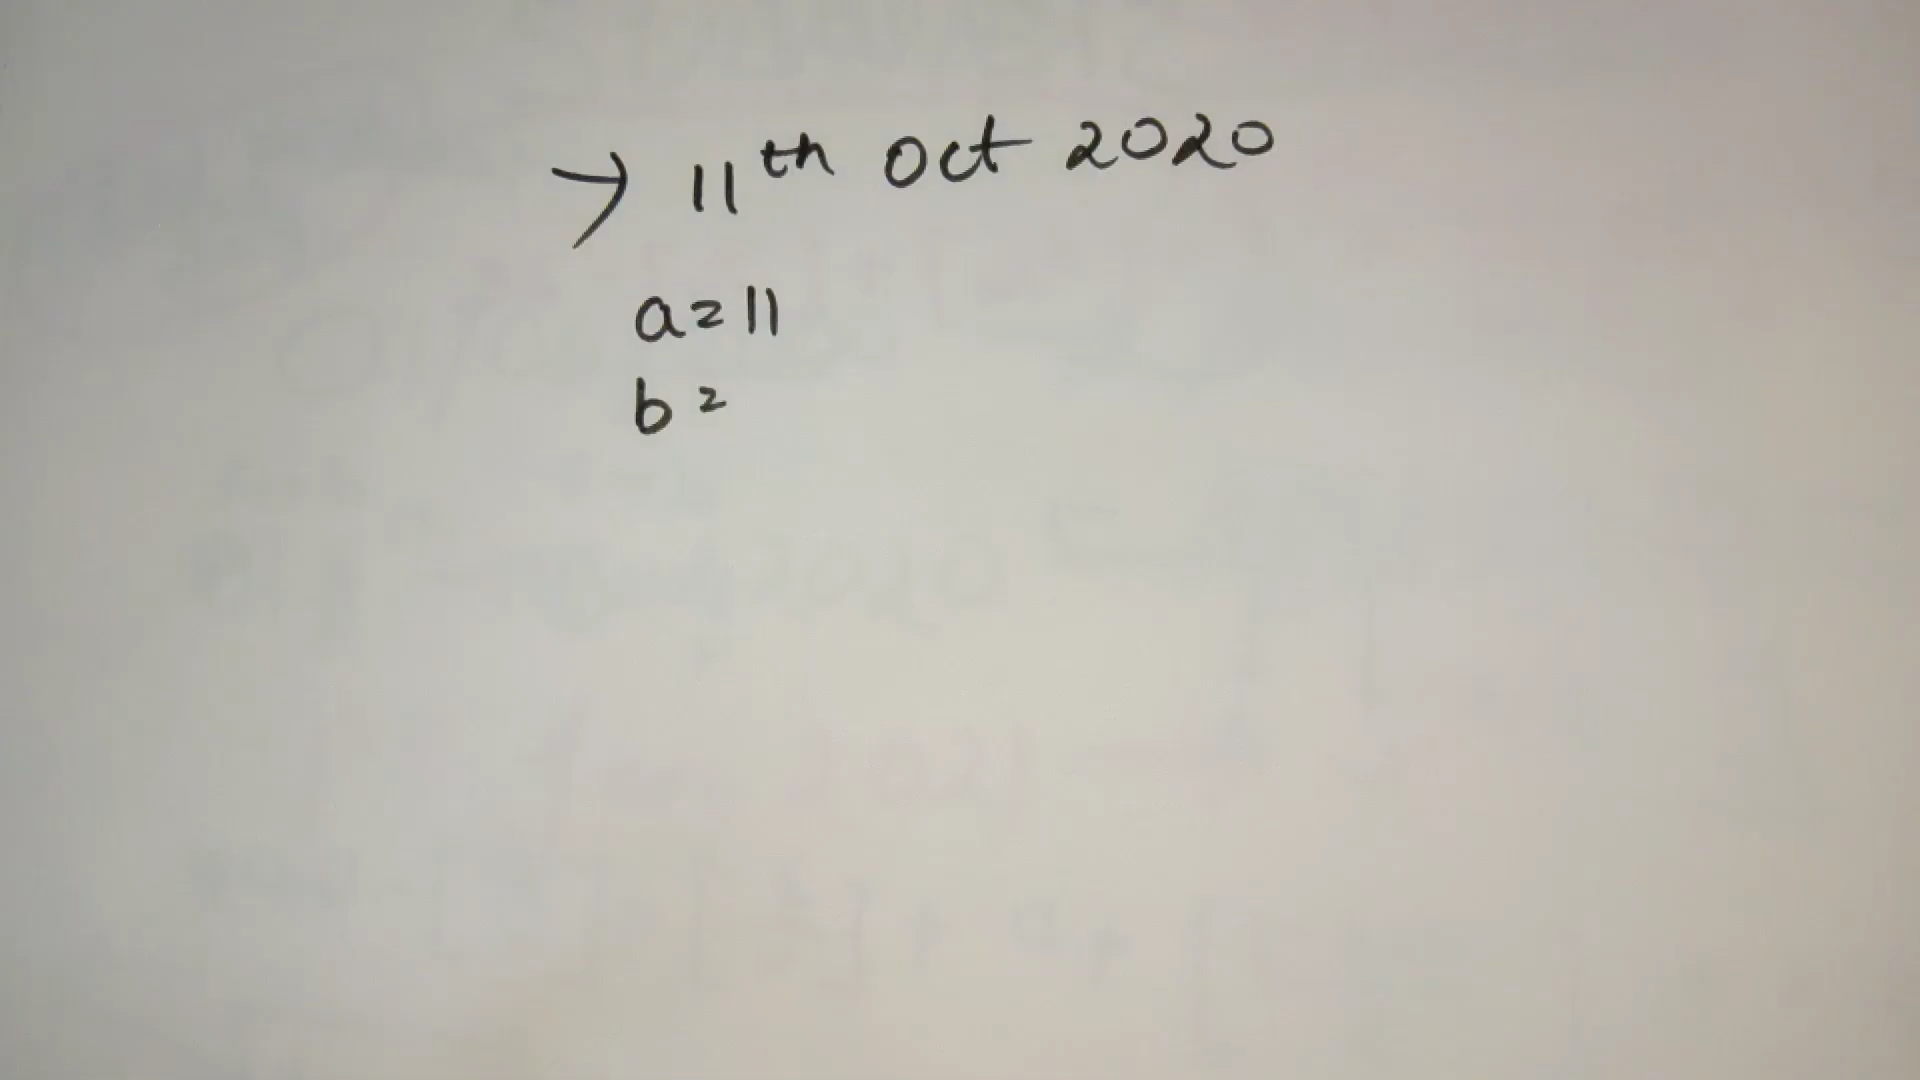 → 11th Oct 2020
a = 11
b =